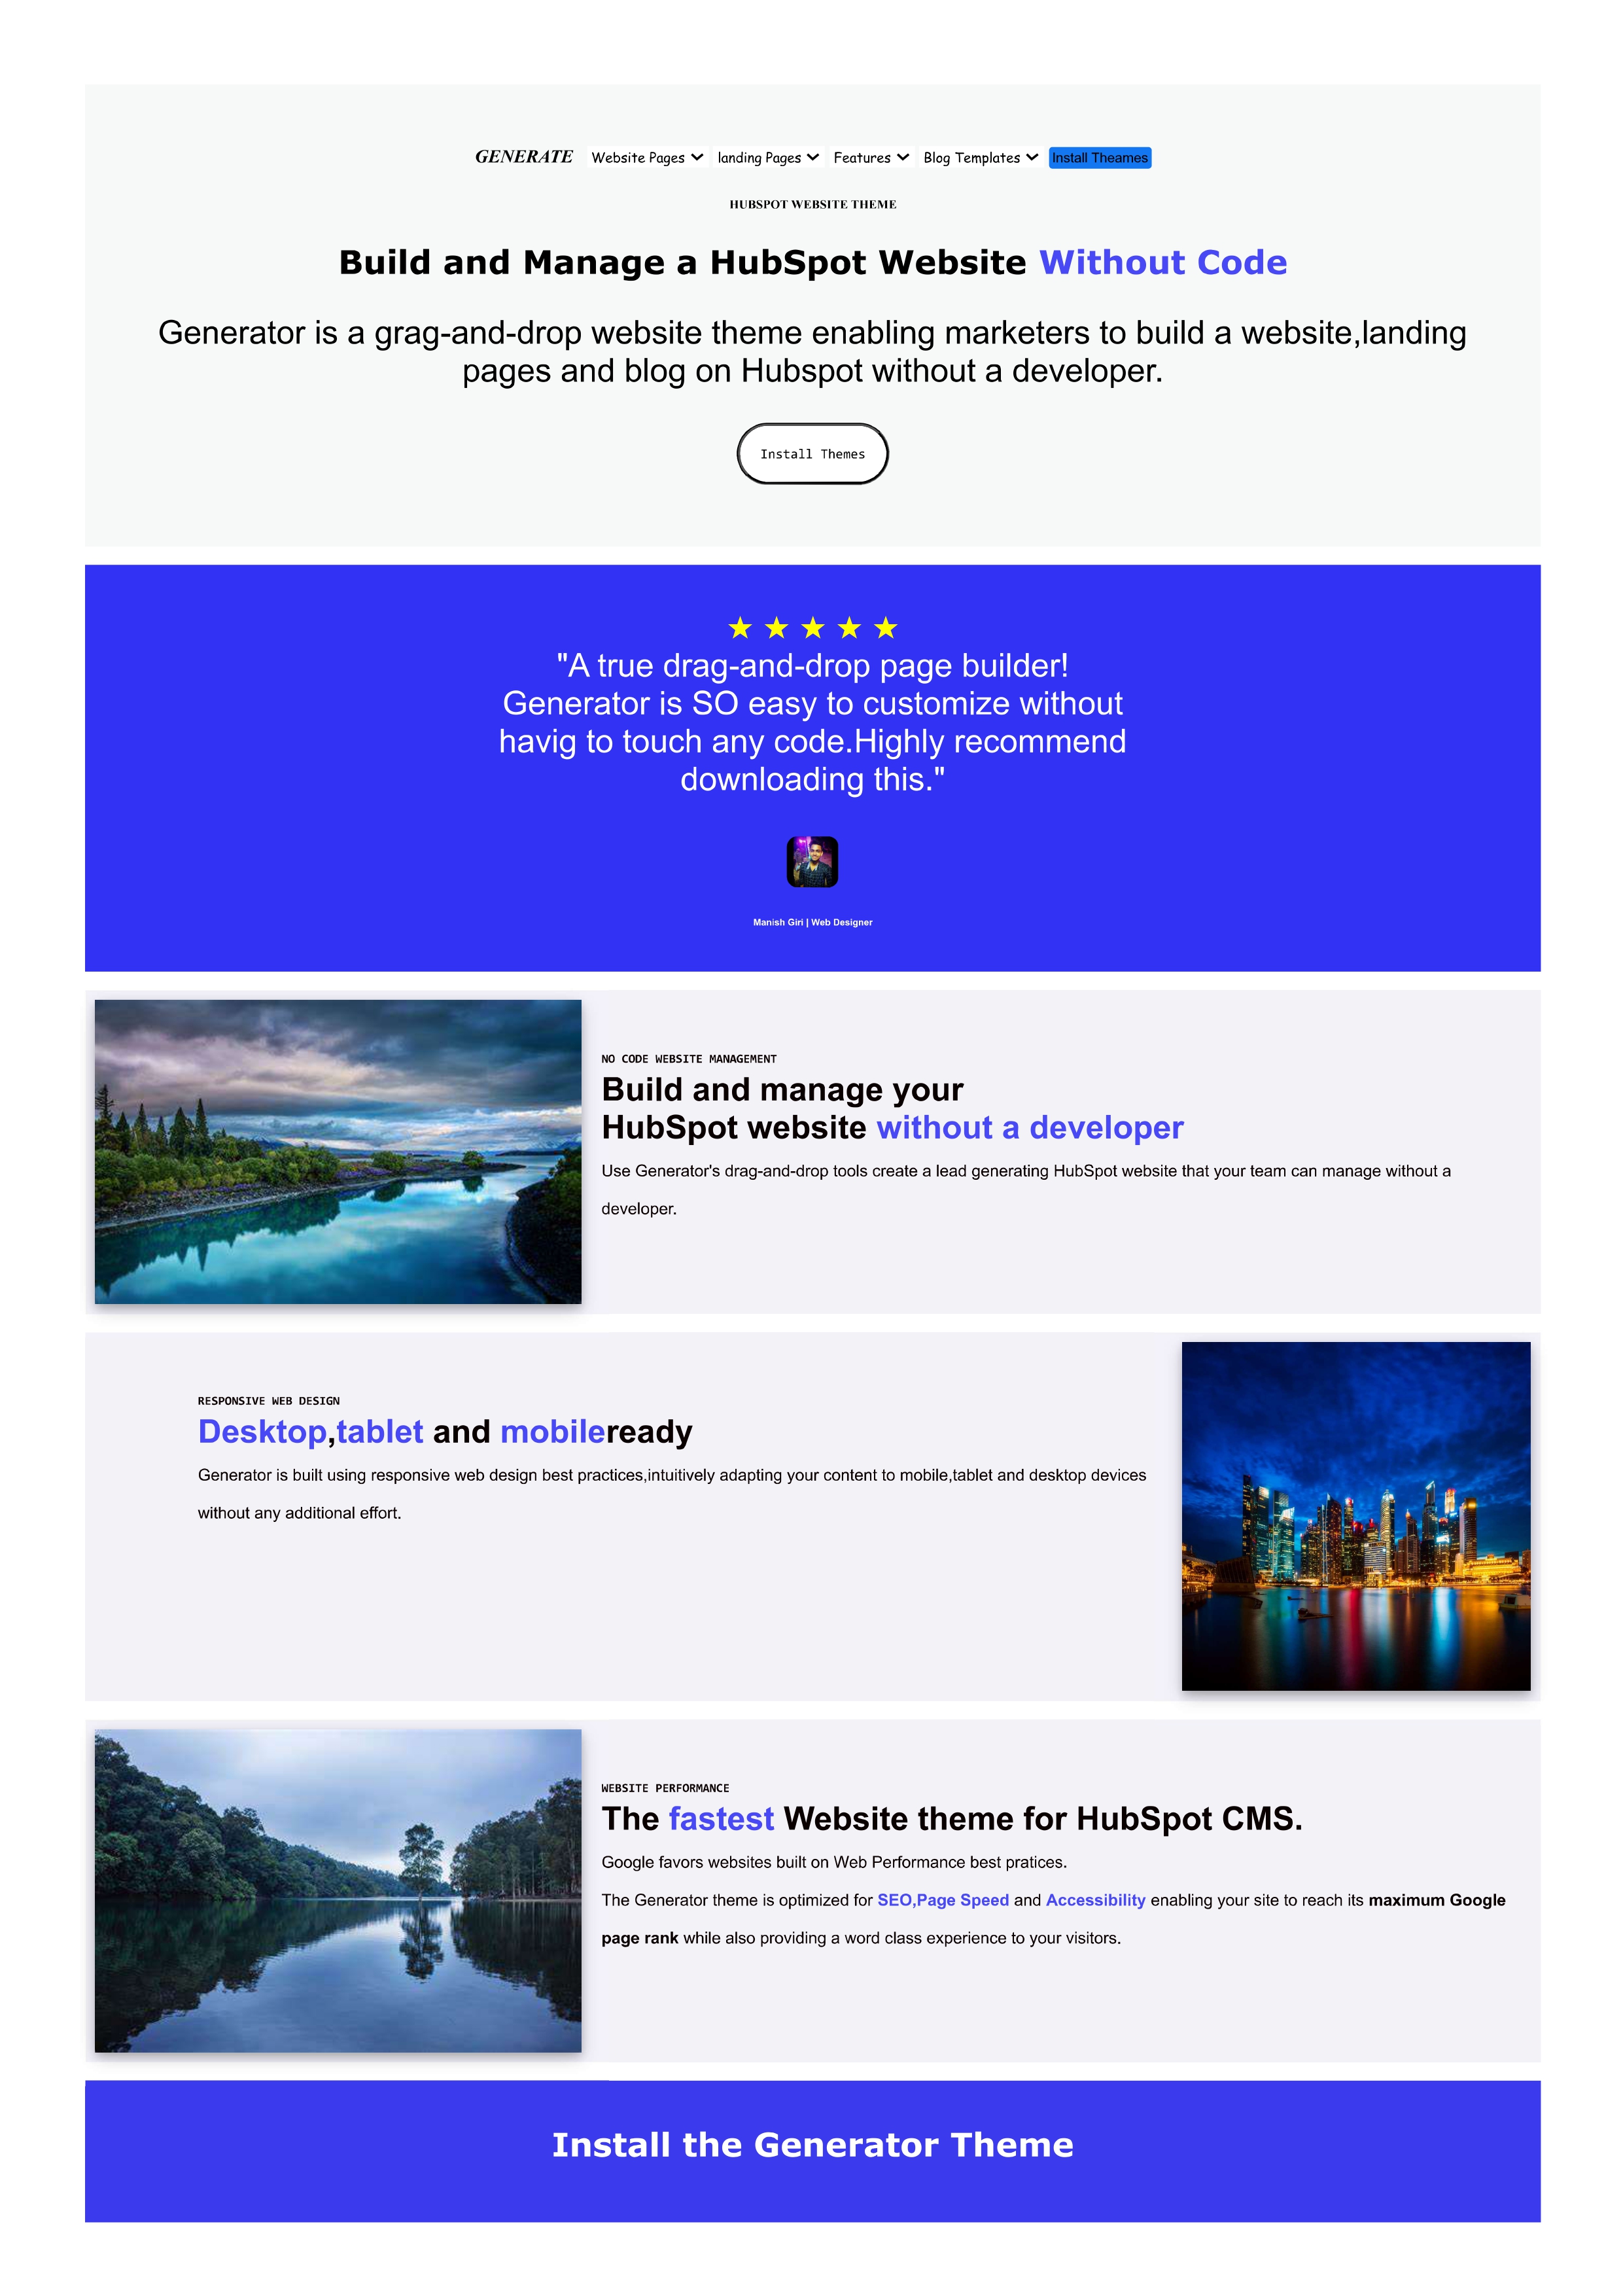 GENERATE Website Pages landing Pages Features Blog Templates Install Theames
HUBSPOT WEBSITE THEME
Build and Manage a HubSpot Website Without Code
Generator is a grag-and-drop website theme enabling marketers to build a website,landing
pages and blog on Hubspot without a developer.
Install Themes
"A true drag-and-drop page builder!
Generator is SO easy to customize without
havig to touch any code.Highly recommend
downloading this."
Manish Giri | Web Designer
NO CODE WEBSITE MANAGEMENT
Build and manage your
HubSpot website without a developer
Use Generator's drag-and-drop tools create a lead generating HubSpot website that your team can manage without a
developer.
RESPONSIVE WEB DESIGN
Desktop,tablet and mobileready
Generator is built using responsive web design best practices,intuitively adapting your content to mobile,tablet and desktop devices
without any additional effort.
WEBSITE PERFORMANCE
The fastest Website theme for HubSpot CMS.
Google favors websites built on Web Performance best pratices.
The Generator theme is optimized for SEO,Page Speed and Accessibility enabling your site to reach its maximum Google
page rank while also providing a word class experience to your visitors.
Install the Generator Theme